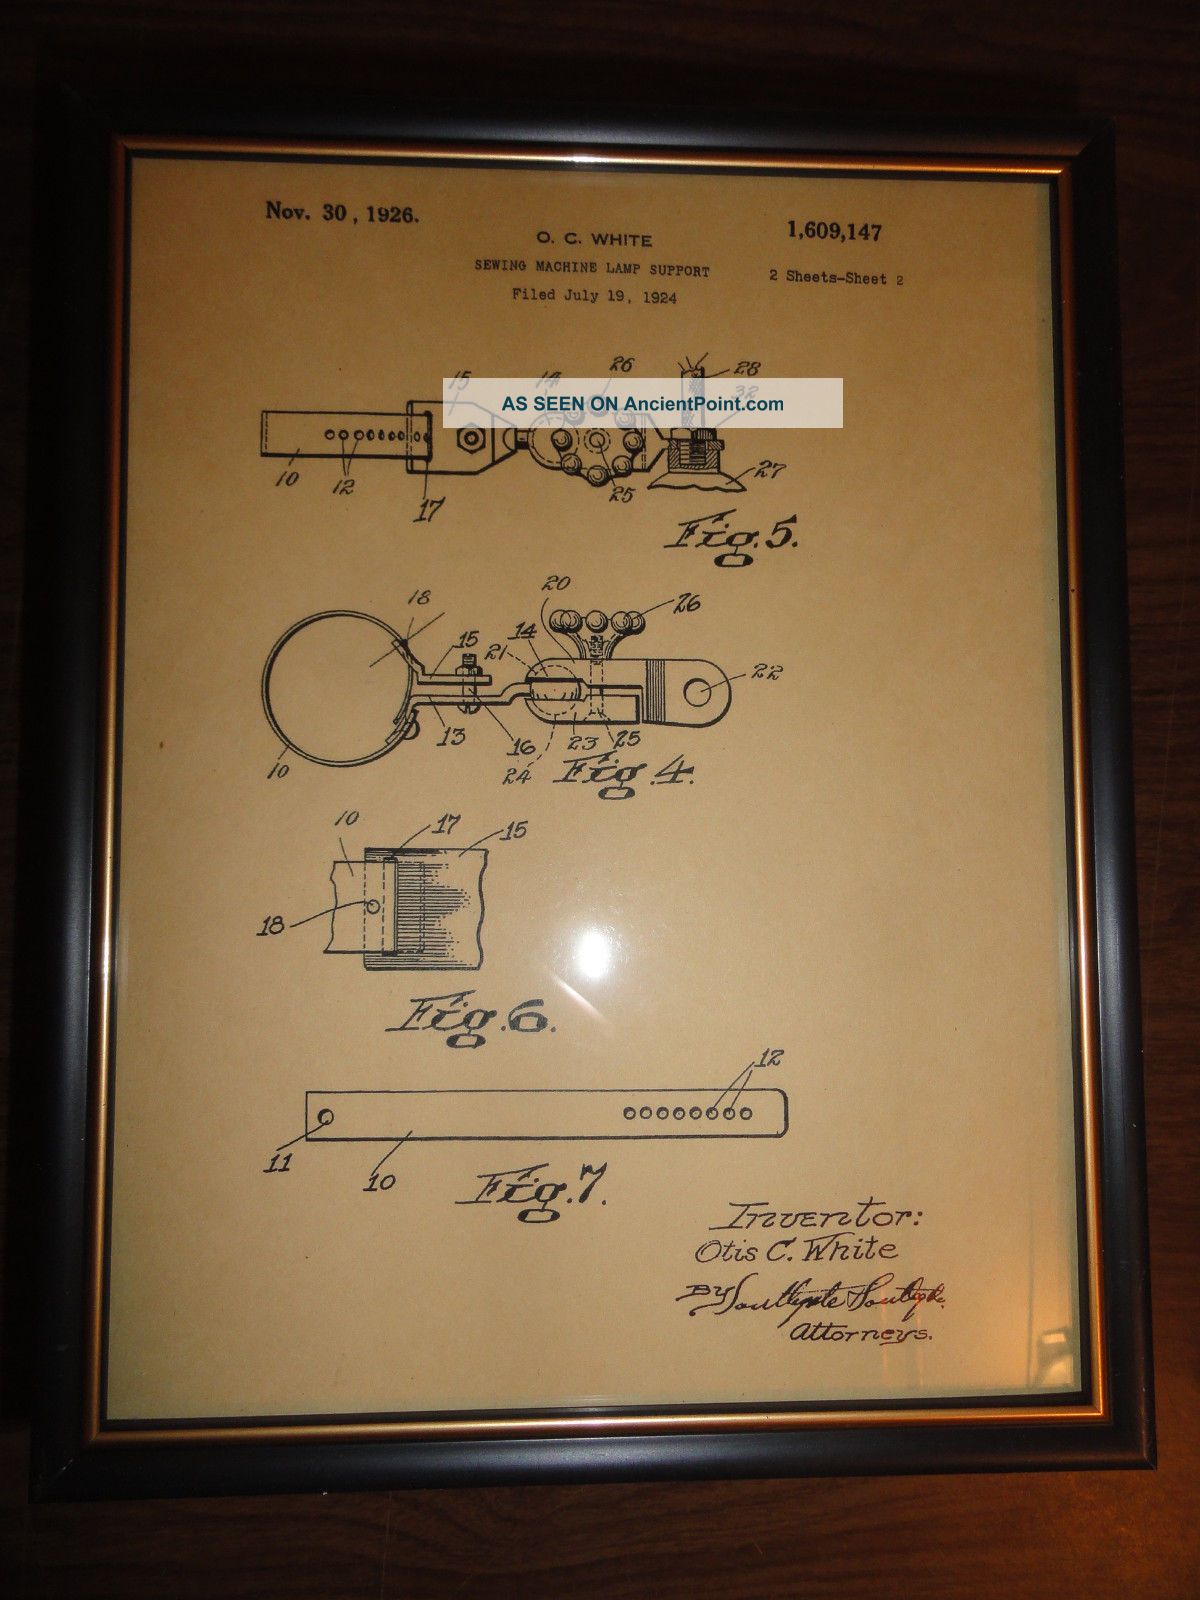 Nov. 30, 1926.
1,609,147
O. C. WHITE
SEWING MACHINE LAMP SUPPORT
2 Sheets-Sheet 2
Filed July 19, 1924
26
28
15
14
32
AS SEEN ON AncientPoint.com
10
12
17
25
27
Fig. 5.
20
18
26
14
15
21
22
13
16
23
25
10
24
Fig. 4.
10
17
15
18
Fig. 6.
12
11
10
Fig. 7.
Inventor:
Otis C. White
By
Attorneys.